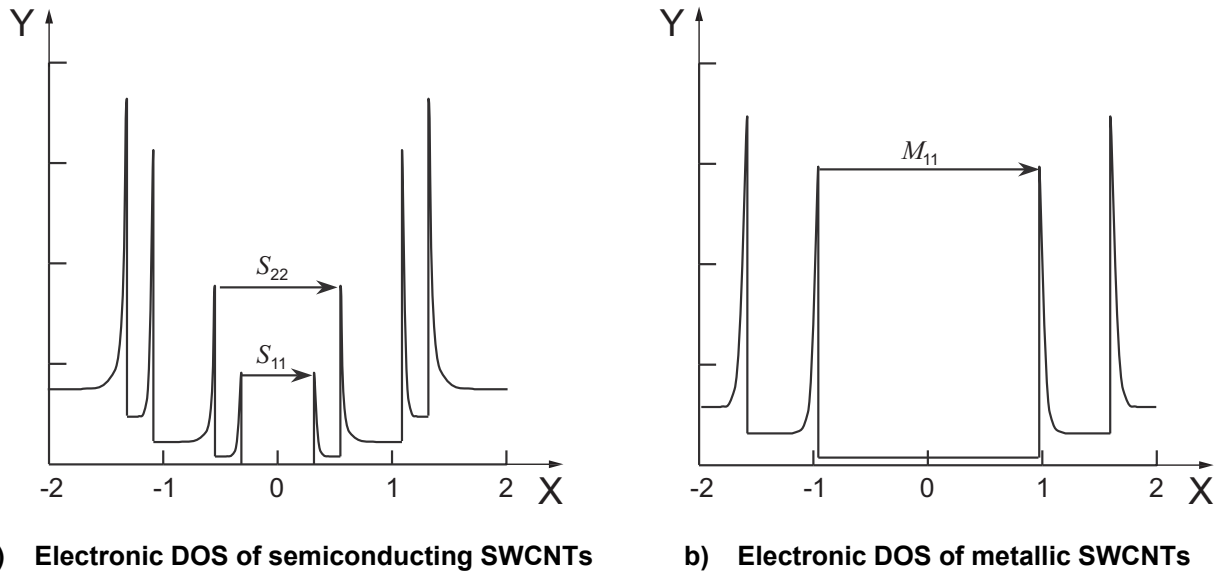 Y
S₂₂
S₁₁
-2 -1 0 1 2 X
) Electronic DOS of semiconducting SWCNTs
Y
M₁₁
-2 -1 0 1 2 X
b) Electronic DOS of metallic SWCNTs